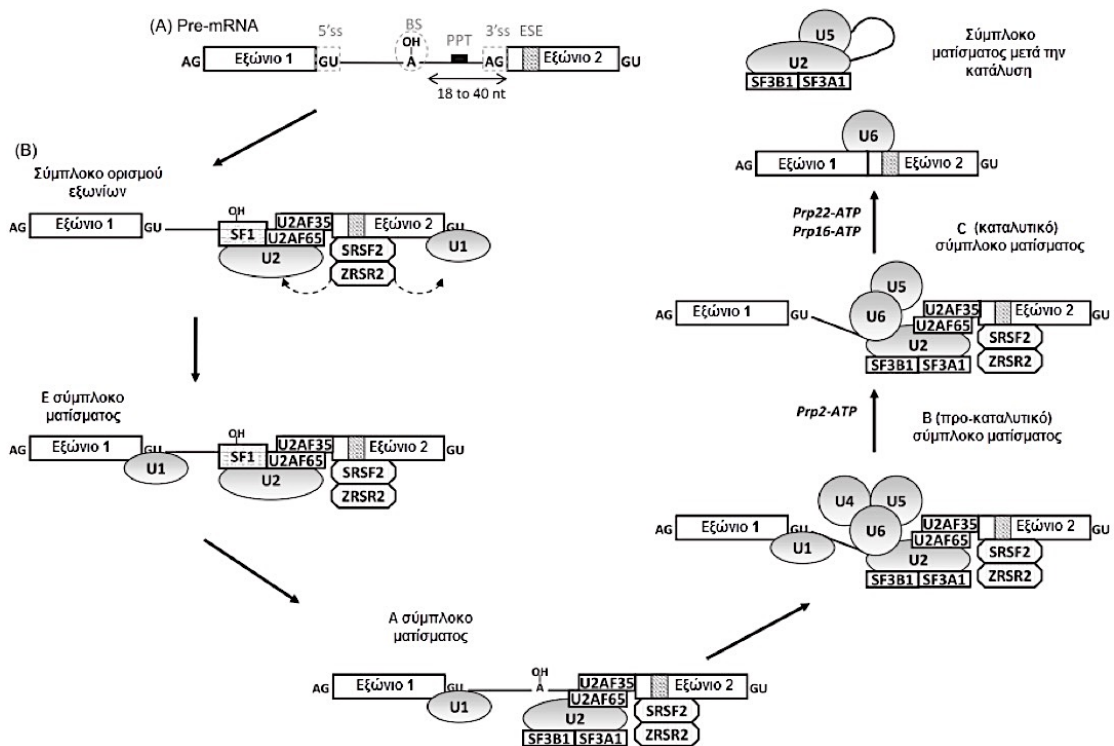 (A) Pre-mRNA
5'ss
BS
OH
A
PPT
3'ss
ESE
AG
Εξώνιο 1
GU
AG
Εξώνιο 2
GU
18 to 40 nt
(B)
Σύμπλοκο ορισμού
εξωνίων
AG
Εξώνιο 1
GU
OH
SF1
U2AF35
U2AF65
U2
Εξώνιο 2
GU
U1
SRSF2
ZRSR2
E σύμπλοκο
ματίσματος
AG
Εξώνιο 1
GU
U1
OH
SF1
U2AF35
U2AF65
U2
Εξώνιο 2
GU
SRSF2
ZRSR2
A σύμπλοκο
ματίσματος
AG
Εξώνιο 1
GU
U1
OH
A
U2AF35
U2AF65
U2
SF3B1
SF3A1
Εξώνιο 2
GU
SRSF2
ZRSR2
B (προ-καταλυτικό)
σύμπλοκο ματίσματος
AG
Εξώνιο 1
GU
U1
U4
U5
U6
U2AF35
U2AF65
U2
SF3B1
SF3A1
Εξώνιο 2
GU
SRSF2
ZRSR2
Prp2-ATP
C (καταλυτικό)
σύμπλοκο ματίσματος
AG
Εξώνιο 1
GU
U5
U6
U2AF35
U2AF65
U2
SF3B1
SF3A1
Εξώνιο 2
GU
SRSF2
ZRSR2
Prp22-ATP
Prp16-ATP
AG
Εξώνιο 1
U6
Εξώνιο 2
GU
U5
U2
SF3B1
SF3A1
Σύμπλοκο
ματίσματος μετά την
κατάλυση